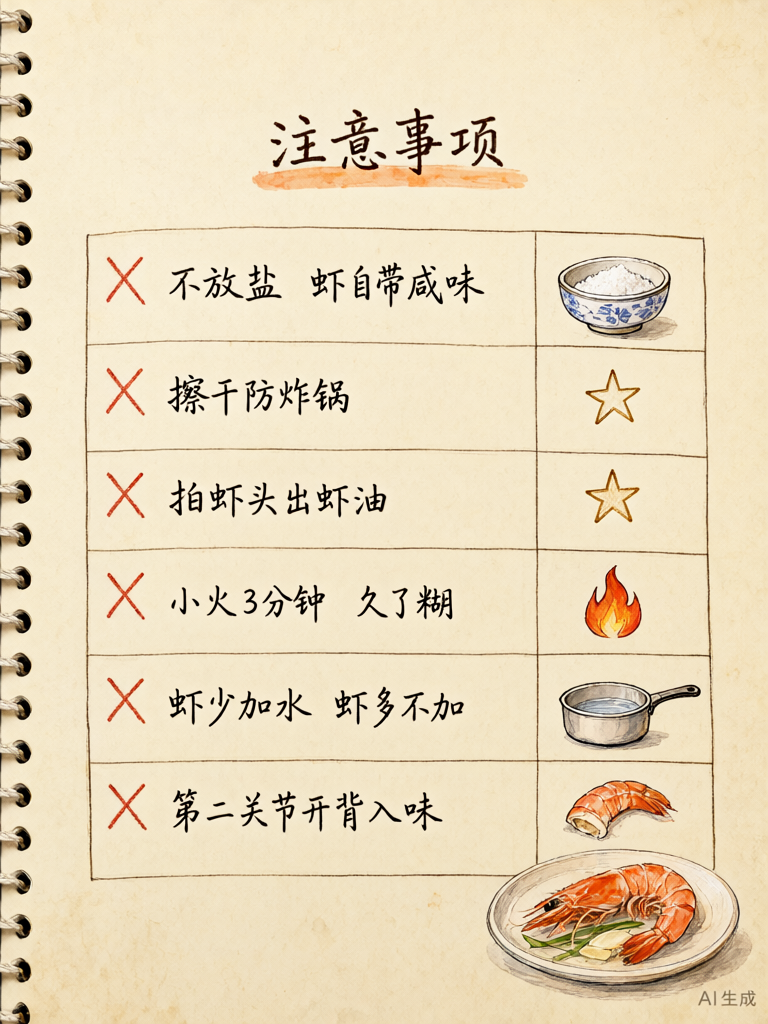 注意事项
不放盐 虾自带咸味
擦干防炸锅
拍虾头出虾油
小火3分钟 久了糊
虾少加水 虾多不加
第二关节开背入味
AI生成